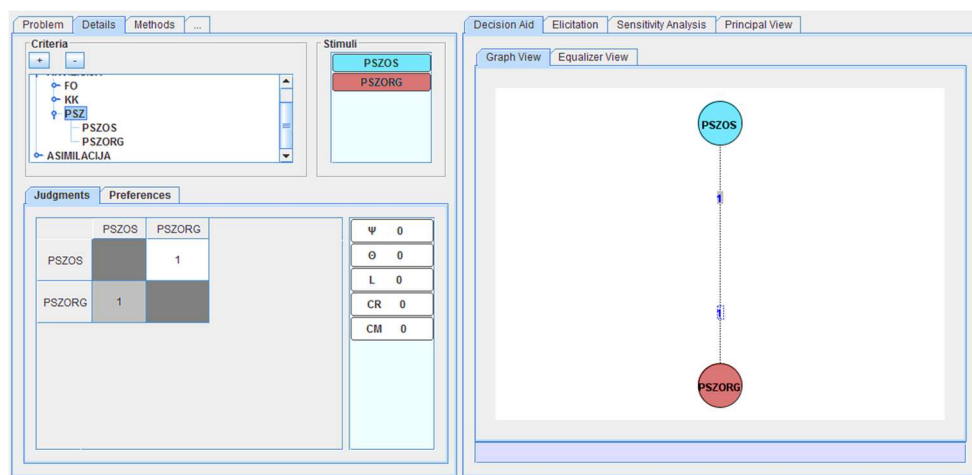 Problem Details Methods ...
Decision Aid Elicitation Sensitivity Analysis Principal View
Criteria
+ -
FO
KK
PSZ
PSZOS
PSZORG
ASIMILACIJA
Stimuli
PSZOS
PSZORG
Judgments Preferences
PSZOS PSZORG
PSZOS 1
PSZORG 1
Ψ 0
Θ 0
L 0
CR 0
CM 0
Graph View Equalizer View
PSZOS
1
1
PSZORG